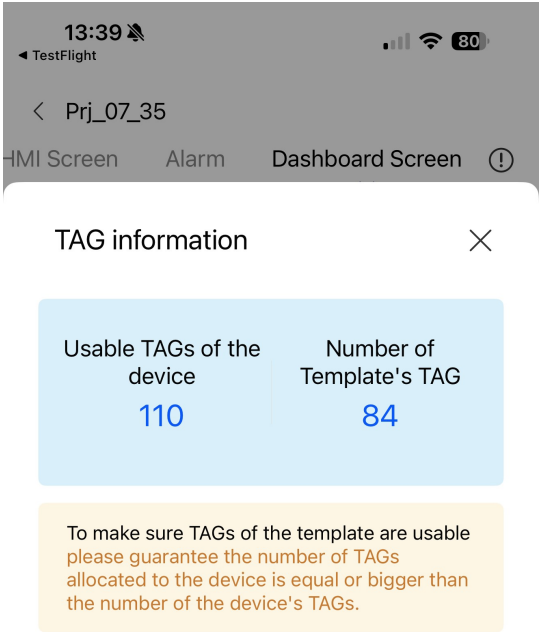 13:39
◀ TestFlight
80
Prj_07_35
HMI Screen
Alarm
Dashboard Screen
TAG information
Usable TAGs of the
device
110
Number of
Template's TAG
84
To make sure TAGs of the template are usable
please guarantee the number of TAGs
allocated to the device is equal or bigger than
the number of the device's TAGs.